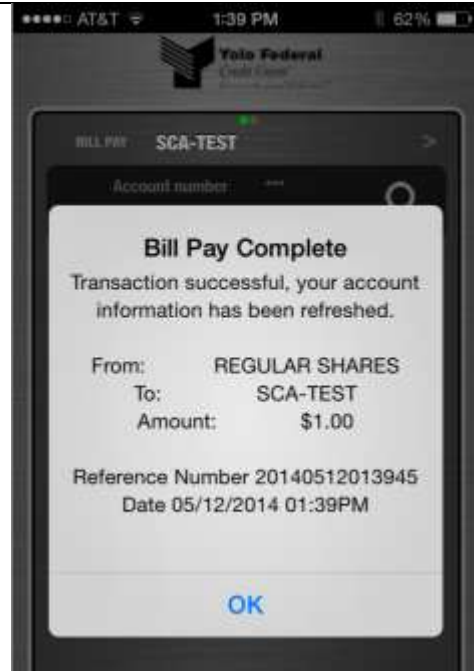 AT&T 1:39 PM 62%
Yolo Federal
Credit Union
BILL PAY SCA-TEST >
Account number ***
Bill Pay Complete
Transaction successful, your account
information has been refreshed.
From: REGULAR SHARES
To: SCA-TEST
Amount: $1.00
Reference Number 20140512013945
Date 05/12/2014 01:39PM
OK